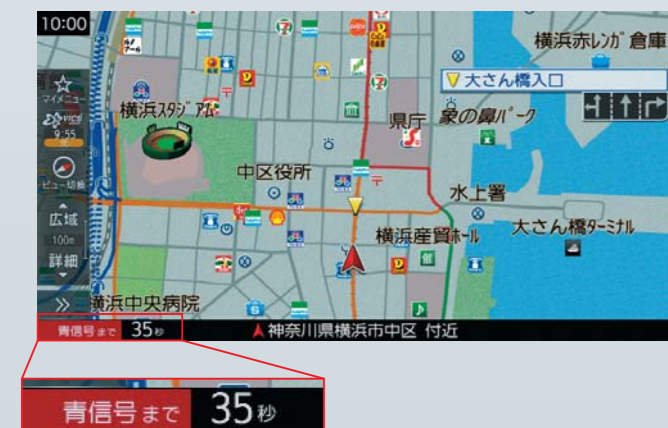 10:00
横浜赤レンガ倉庫
大さん橋入口
マイメニュー
VICS
9:55
横浜スタジアム
県庁
象の鼻パーク
ビュー切換
中区役所
水上署
広域
100m
詳細
横浜産貿ホール
大さん橋ターミナル
横浜中央病院
青信号まで 35秒
神奈川県横浜市中区 付近
青信号まで 35秒